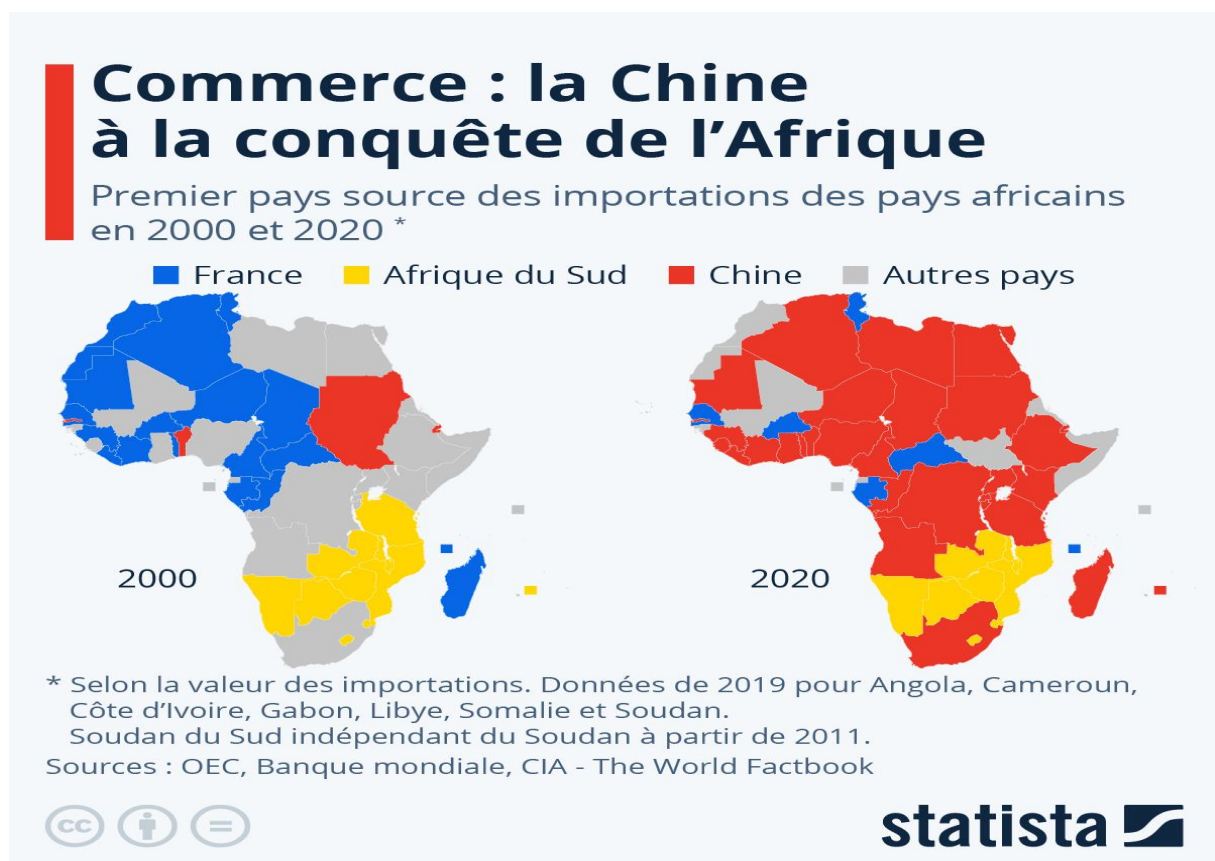 Commerce : la Chine
à la conquête de l’Afrique
Premier pays source des importations des pays africains
en 2000 et 2020 *
France Afrique du Sud Chine Autres pays
2000 2020
* Selon la valeur des importations. Données de 2019 pour Angola, Cameroun,
Côte d’Ivoire, Gabon, Libye, Somalie et Soudan.
Soudan du Sud indépendant du Soudan à partir de 2011.
Sources : OEC, Banque mondiale, CIA - The World Factbook
cc statista